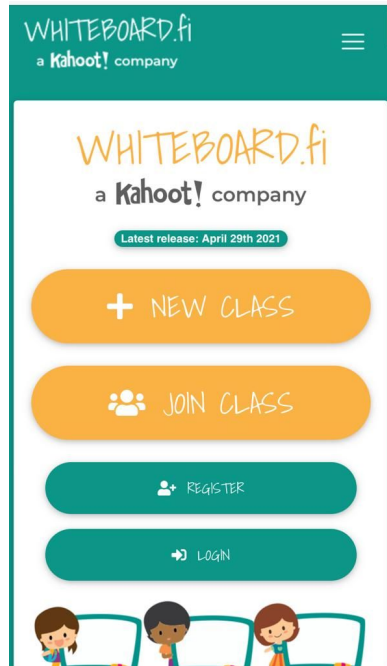 WHITEBOARD.fi
a Kahoot! company
WHITEBOARD.fi
a Kahoot! company
Latest release: April 29th 2021
NEW CLASS
JOIN CLASS
REGISTER
LOGIN